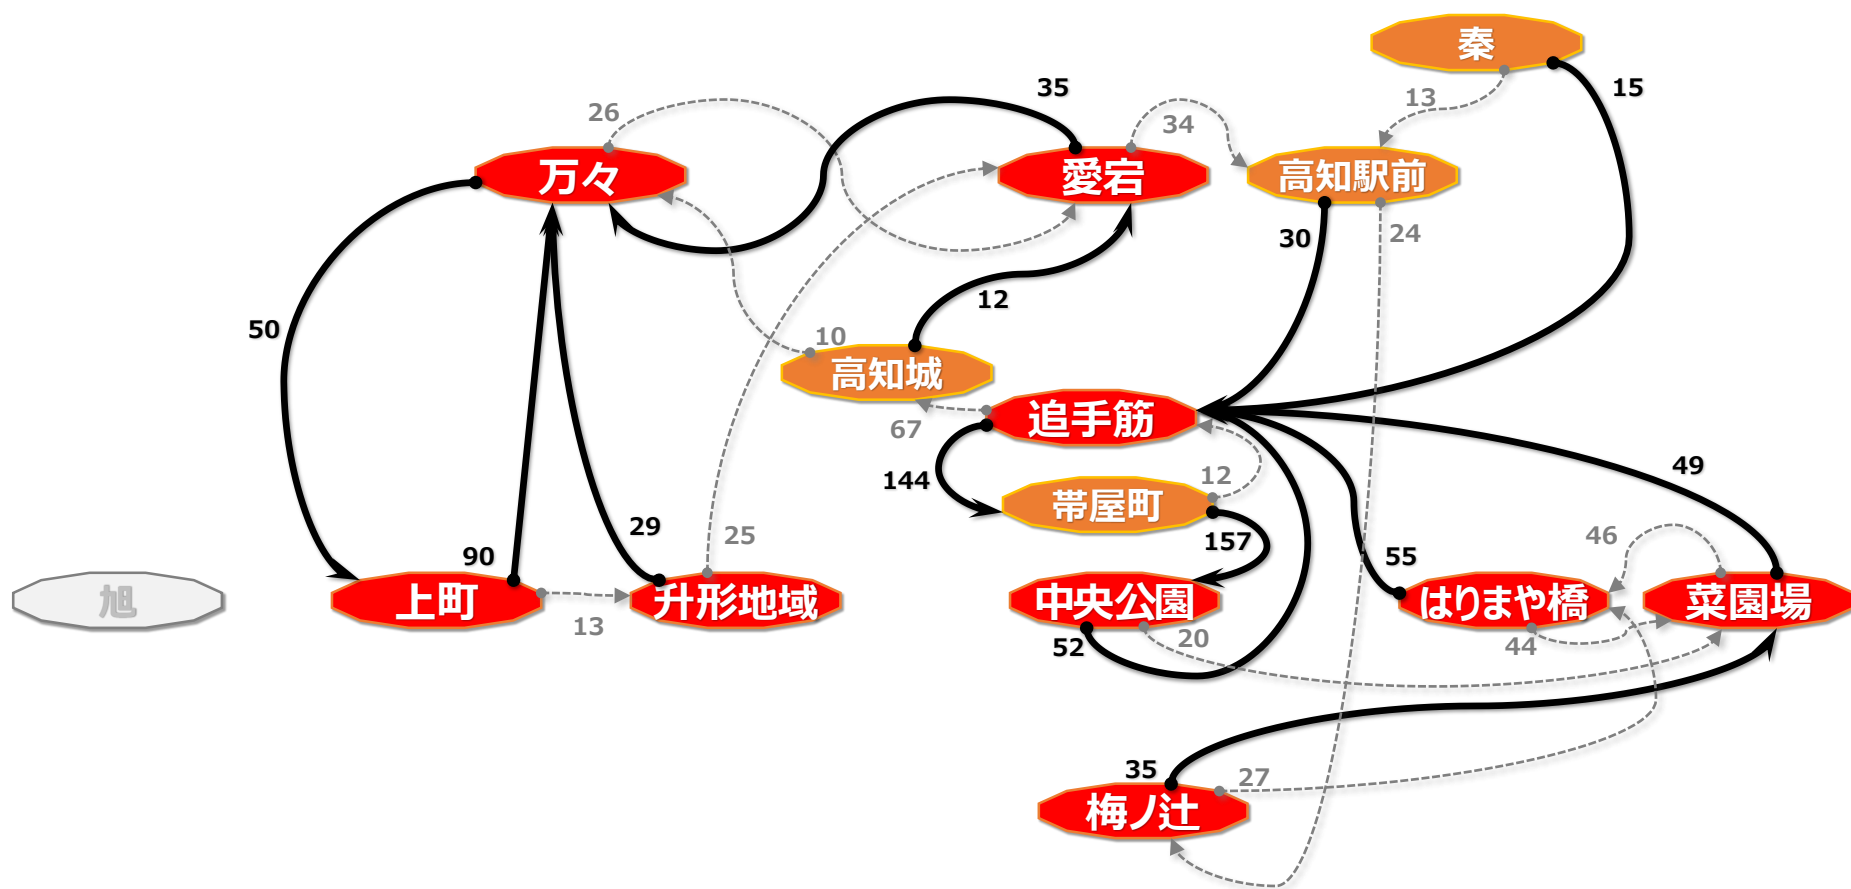 秦
35
15
26
13
34
万々
愛宕
高知駅前
30
24
12
50
10
高知城
追手筋
67
49
144
12
帯屋町
29
25
157
46
90
55
旭
上町
升形地域
中央公園
はりまや橋
菜園場
13
52
20
44
35
27
梅ノ辻